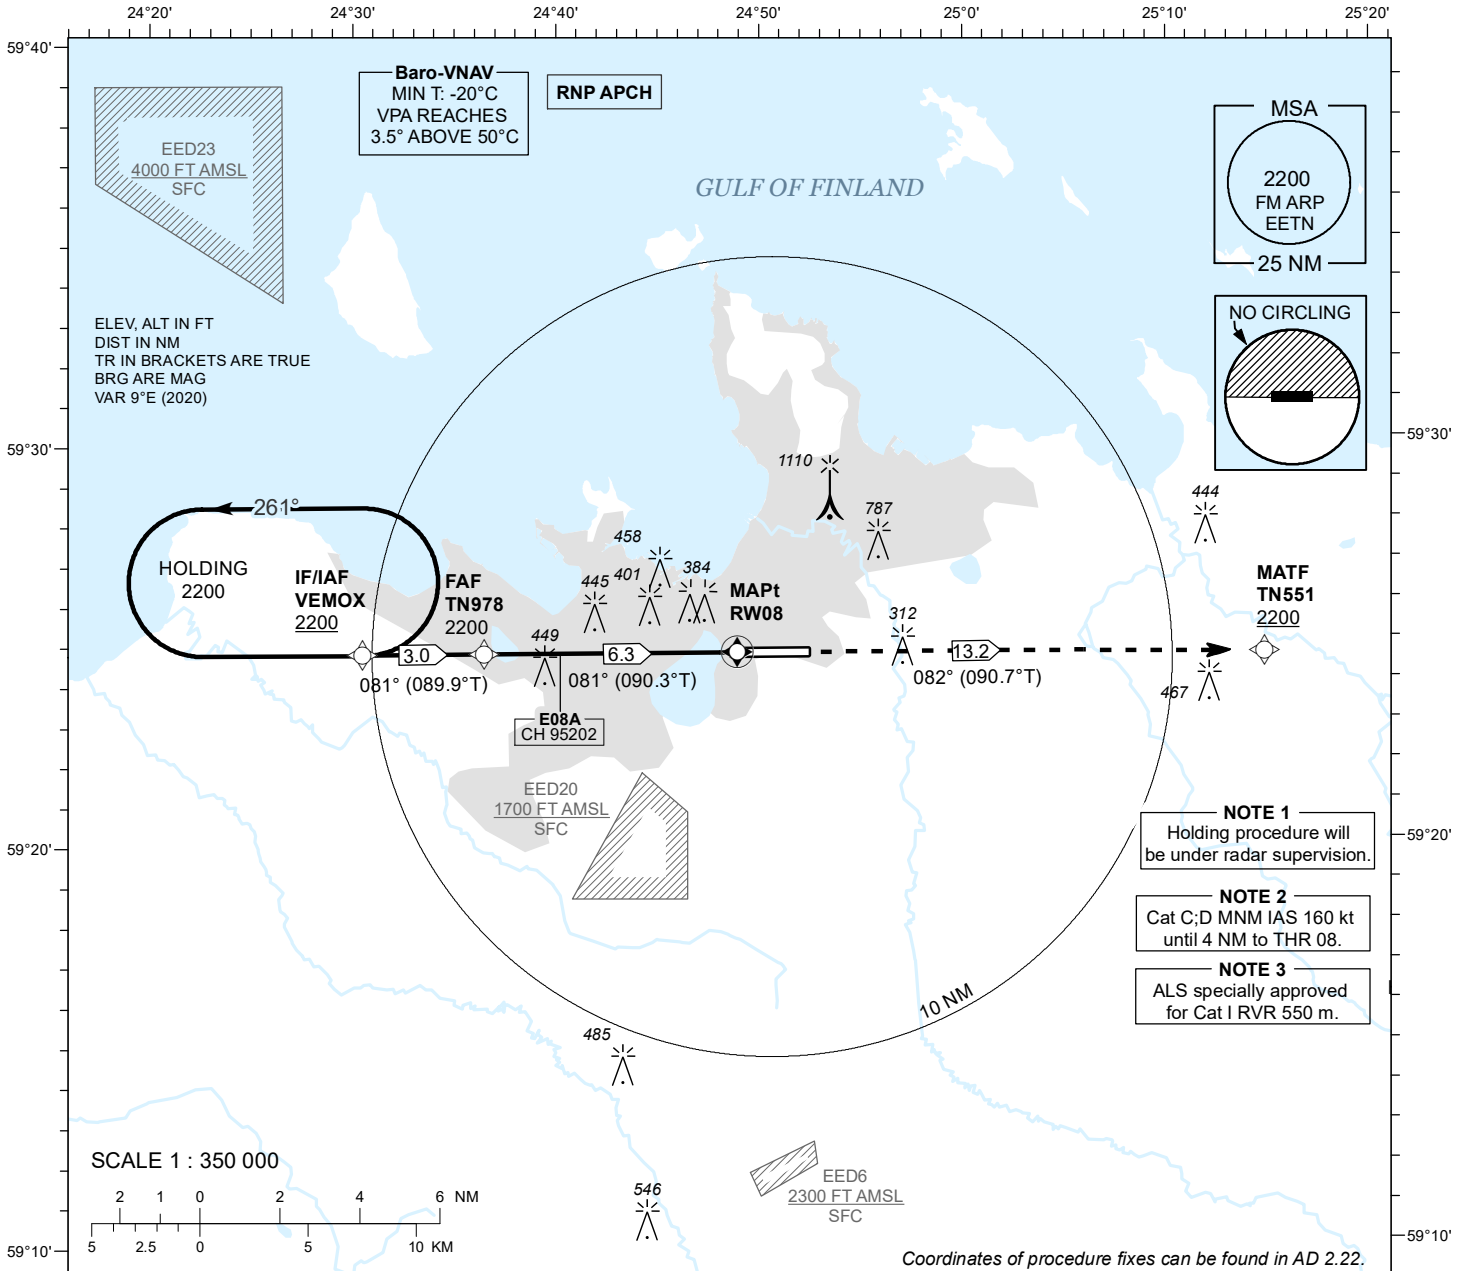 24°20' 24°30' 24°40' 24°50' 25°0' 25°10' 25°20'
59°40' 59°40'
Baro-VNAV
MIN T: -20°C
VPA REACHES
3.5° ABOVE 50°C
RNP APCH
MSA
2200
FM ARP
EETN
25 NM
EED23
4000 FT AMSL
SFC
GULF OF FINLAND
NO CIRCLING
ELEV, ALT IN FT
DIST IN NM
TR IN BRACKETS ARE TRUE
BRG ARE MAG
VAR 9°E (2020)
59°30' 59°30'
1110
787
444
261°
458
HOLDING
2200
IF/IAF
VEMOX
2200
FAF
TN978
2200
445
401
384
MAPt
RW08
312
MATF
TN551
2200
449
3.0
6.3
13.2
467
081° (089.9°T)
081° (090.3°T)
082° (090.7°T)
E08A
CH 95202
EED20
1700 FT AMSL
SFC
NOTE 1
Holding procedure will
be under radar supervision.
59°20' 59°20'
NOTE 2
Cat C;D MNM IAS 160 kt
until 4 NM to THR 08.
NOTE 3
ALS specially approved
for Cat I RVR 550 m.
10 NM
485
SCALE 1 : 350 000
2 1 0 2 4 6 NM
5 2.5 0 5 10 KM
546
EED6
2300 FT AMSL
SFC
59°10' 59°10'
Coordinates of procedure fixes can be found in AD 2.22.